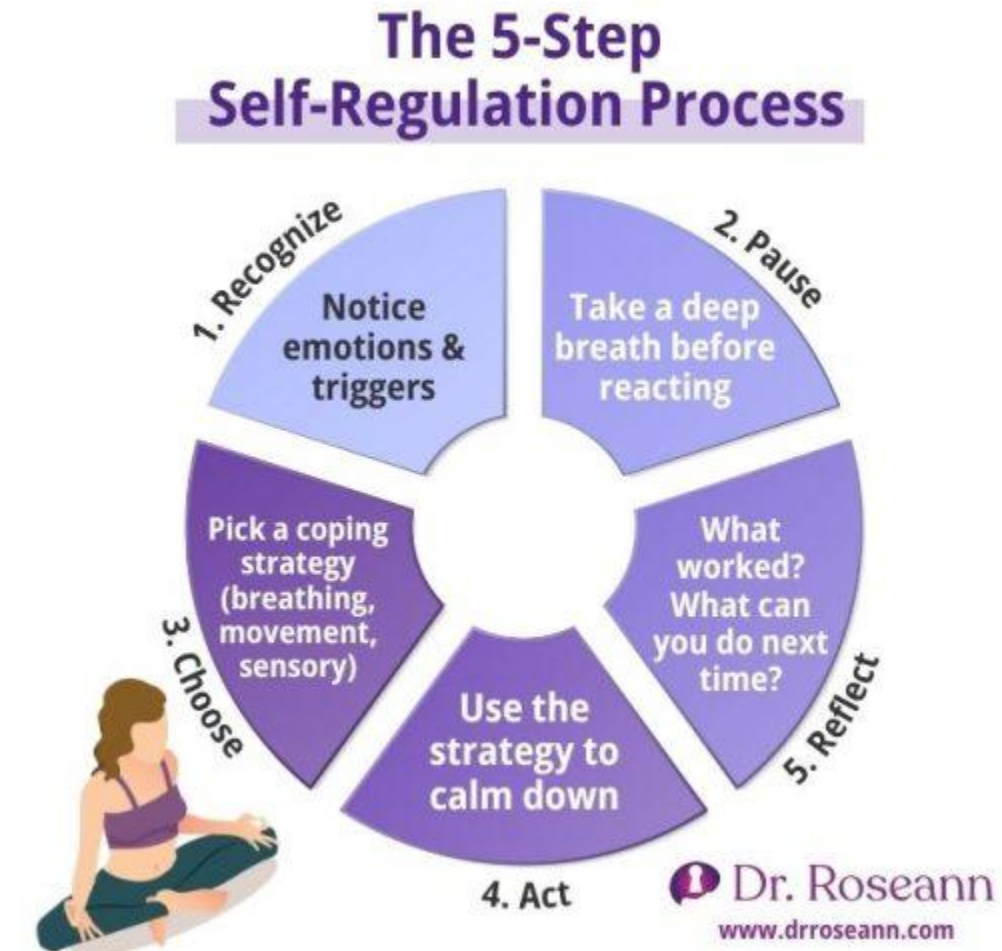 The 5-Step
Self-Regulation Process
1. Recognize
Notice
emotions &
triggers
2. Pause
Take a deep
breath before
reacting
3. Choose
Pick a coping
strategy
(breathing,
movement,
sensory)
4. Act
Use the
strategy to
calm down
5. Reflect
What
worked?
What can
you do next
time?
Dr. Roseann
www.drroseann.com